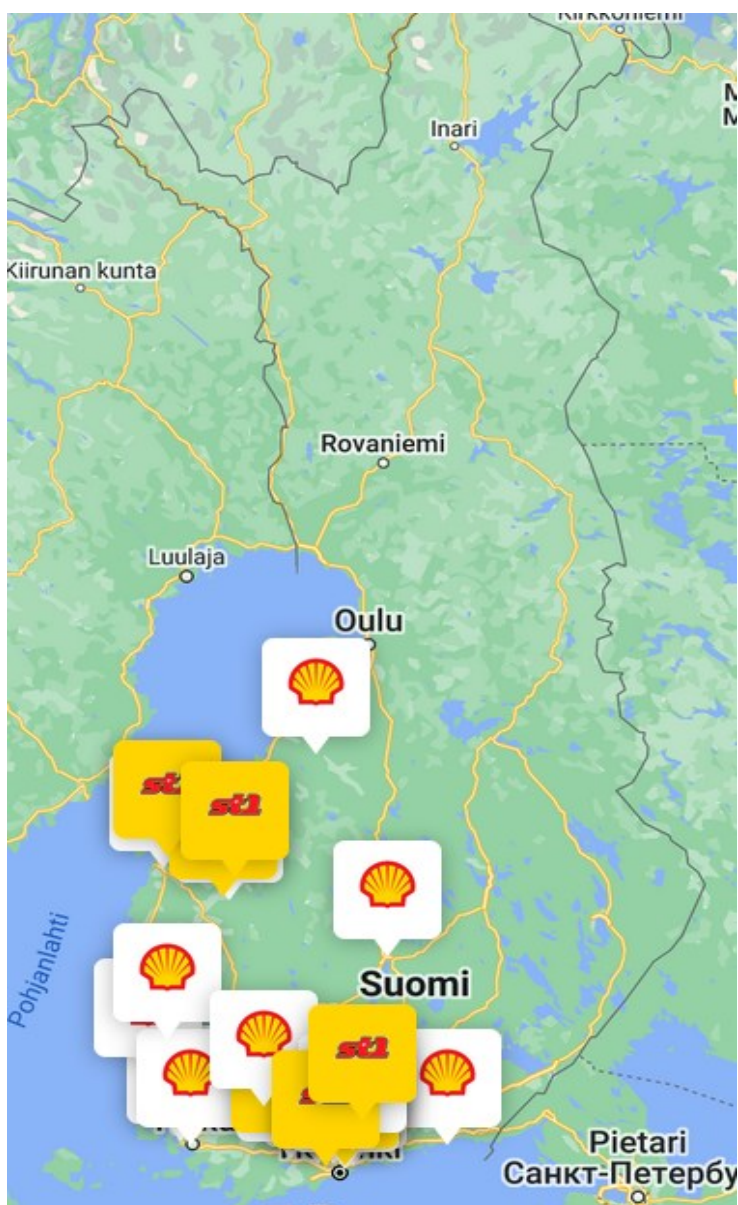 Kirkkoniemi
Inari
Kiirunan kunta
Rovaniemi
Luulaja
Oulu
st1
st1
Pohjanlahti
Suomi
st1
Pietari
Санкт-Петербу